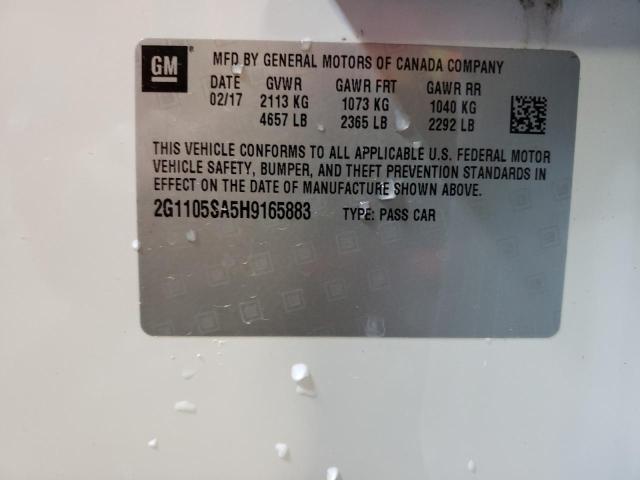 GM
MFD BY GENERAL MOTORS OF CANADA COMPANY
DATE GVWR GAWR FRT GAWR RR
02/17 2113 KG 1073 KG 1040 KG
4657 LB 2365 LB 2292 LB
THIS VEHICLE CONFORMS TO ALL APPLICABLE U.S. FEDERAL MOTOR
VEHICLE SAFETY, BUMPER, AND THEFT PREVENTION STANDARDS IN
EFFECT ON THE DATE OF MANUFACTURE SHOWN ABOVE.
2G1105SA5H9165883 TYPE: PASS CAR